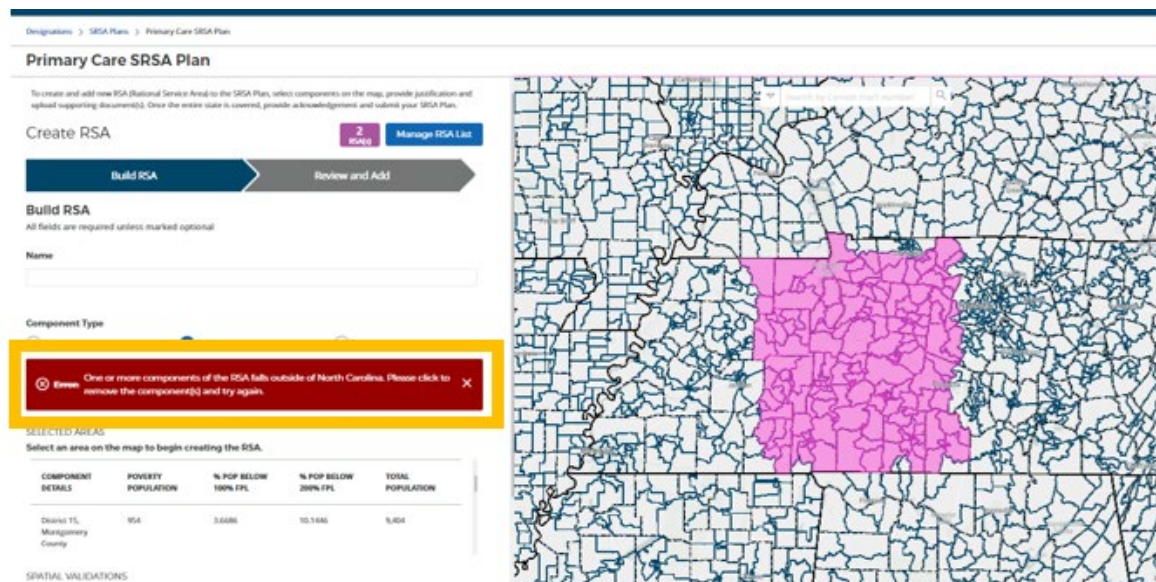 Designations > SRSA Plans > Primary Care SRSA Plan
Primary Care SRSA Plan
To create and add new RSA (Rational Service Area) to the SRSA Plan, select components on the map, provide justification and
upload supporting document(s). Once the entire state is covered, provide acknowledgement and submit your SRSA Plan.
Create RSA
2
RSA(s)
Manage RSA List
Build RSA
Review and Add
Build RSA
All fields are required unless marked optional
Name
Component Type
Error: One or more components of the RSA falls outside of North Carolina. Please click to
remove the component(s) and try again.
SELECTED AREAS
Select an area on the map to begin creating the RSA.
COMPONENT DETAILS
POVERTY POPULATION
% POP BELOW 100% FPL
% POP BELOW 200% FPL
TOTAL POPULATION
District 15, Montgomery County
954
3.6686
10.1446
9,404
SPATIAL VALIDATIONS
Search by Census tract number